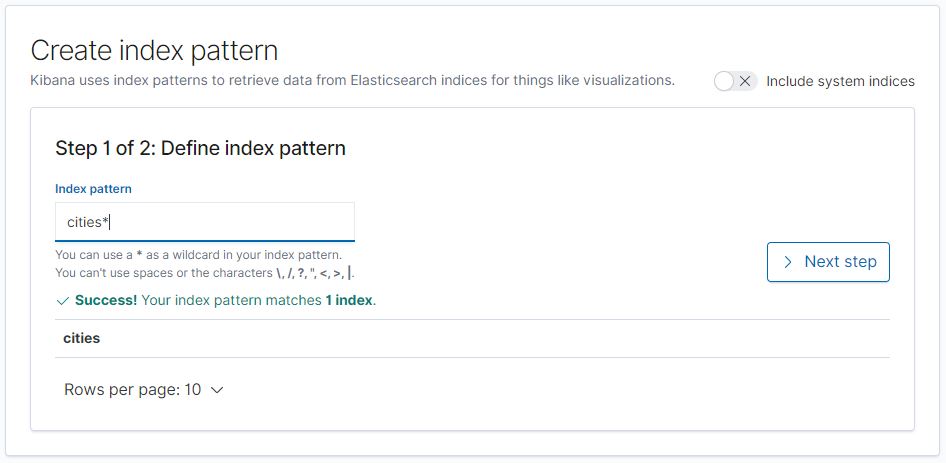 Create index pattern
Kibana uses index patterns to retrieve data from Elasticsearch indices for things like visualizations.
Include system indices
Step 1 of 2: Define index pattern
Index pattern
cities*
You can use a * as a wildcard in your index pattern.
You can't use spaces or the characters \, /, ?, ", <, >, |.
Next step
Success! Your index pattern matches 1 index.
cities
Rows per page: 10